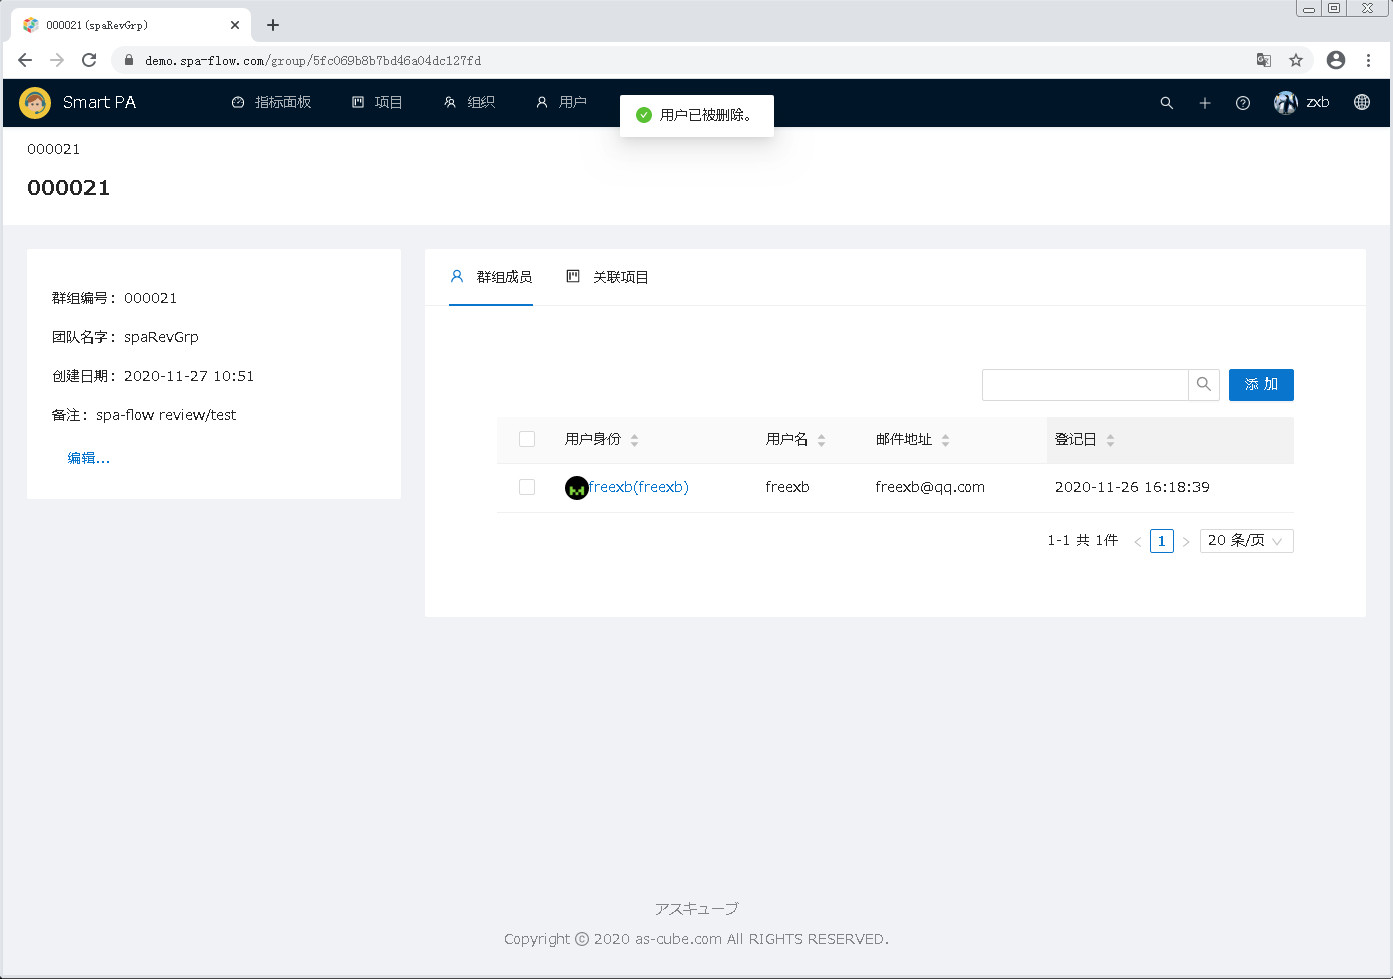 000021(spaRevGrp)
demo.spa-flow.com/group/5fc069b8b7bd46a04dc127fd
Smart PA 指标面板 项目 组织 用户 zxb
用户已被删除。
000021
000021
群组编号：000021
团队名字：spaRevGrp
创建日期：2020-11-27 10:51
备注：spa-flow review/test
编辑...
群组成员 关联项目
添 加
用户身份 用户名 邮件地址 登记日
freexb(freexb) freexb freexb@qq.com 2020-11-26 16:18:39
1-1 共 1件 < 1 > 20 条/页
アスキューブ
Copyright © 2020 as-cube.com All RIGHTS RESERVED.